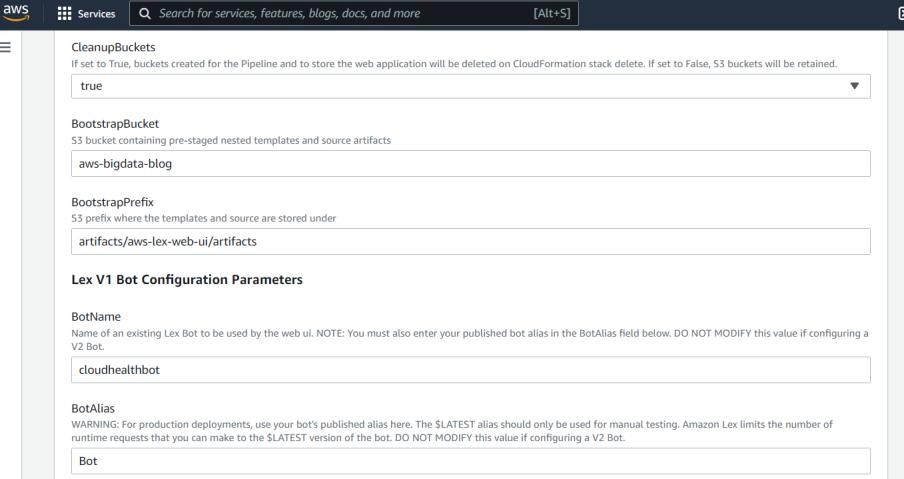 aws
Services
Search for services, features, blogs, docs, and more
[Alt+S]
CleanupBuckets
If set to True, buckets created for the Pipeline and to store the web application will be deleted on CloudFormation stack delete. If set to False, S3 buckets will be retained.
true
BootstrapBucket
S3 bucket containing pre-staged nested templates and source artifacts
aws-bigdata-blog
BootstrapPrefix
S3 prefix where the templates and source are stored under
artifacts/aws-lex-web-ui/artifacts
Lex V1 Bot Configuration Parameters
BotName
Name of an existing Lex Bot to be used by the web ui. NOTE: You must also enter your published bot alias in the BotAlias field below. DO NOT MODIFY this value if configuring a
V2 Bot.
cloudhealthbot
BotAlias
WARNING: For production deployments, use your bot's published alias here. The $LATEST alias should only be used for manual testing. Amazon Lex limits the number of
runtime requests that you can make to the $LATEST version of the bot. DO NOT MODIFY this value if configuring a V2 Bot.
Bot